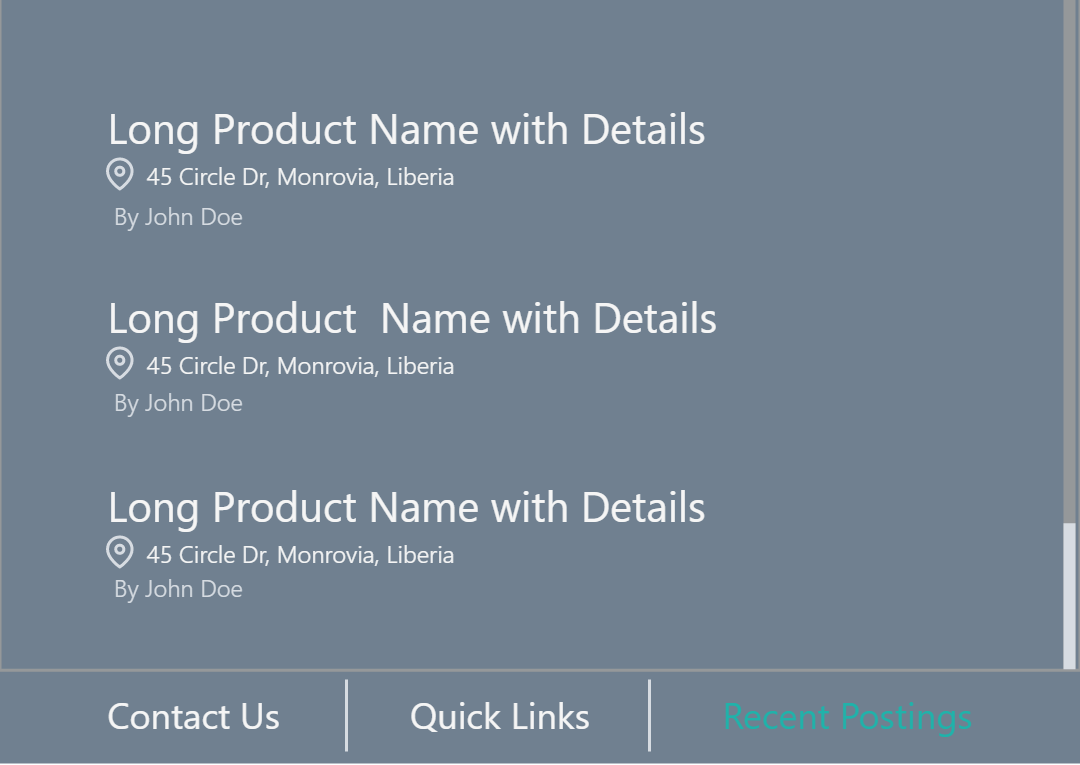 Long Product Name with Details
45 Circle Dr, Monrovia, Liberia
By John Doe
Long Product  Name with Details
45 Circle Dr, Monrovia, Liberia
By John Doe
Long Product Name with Details
45 Circle Dr, Monrovia, Liberia
By John Doe
Contact Us
Quick Links
Recent Postings